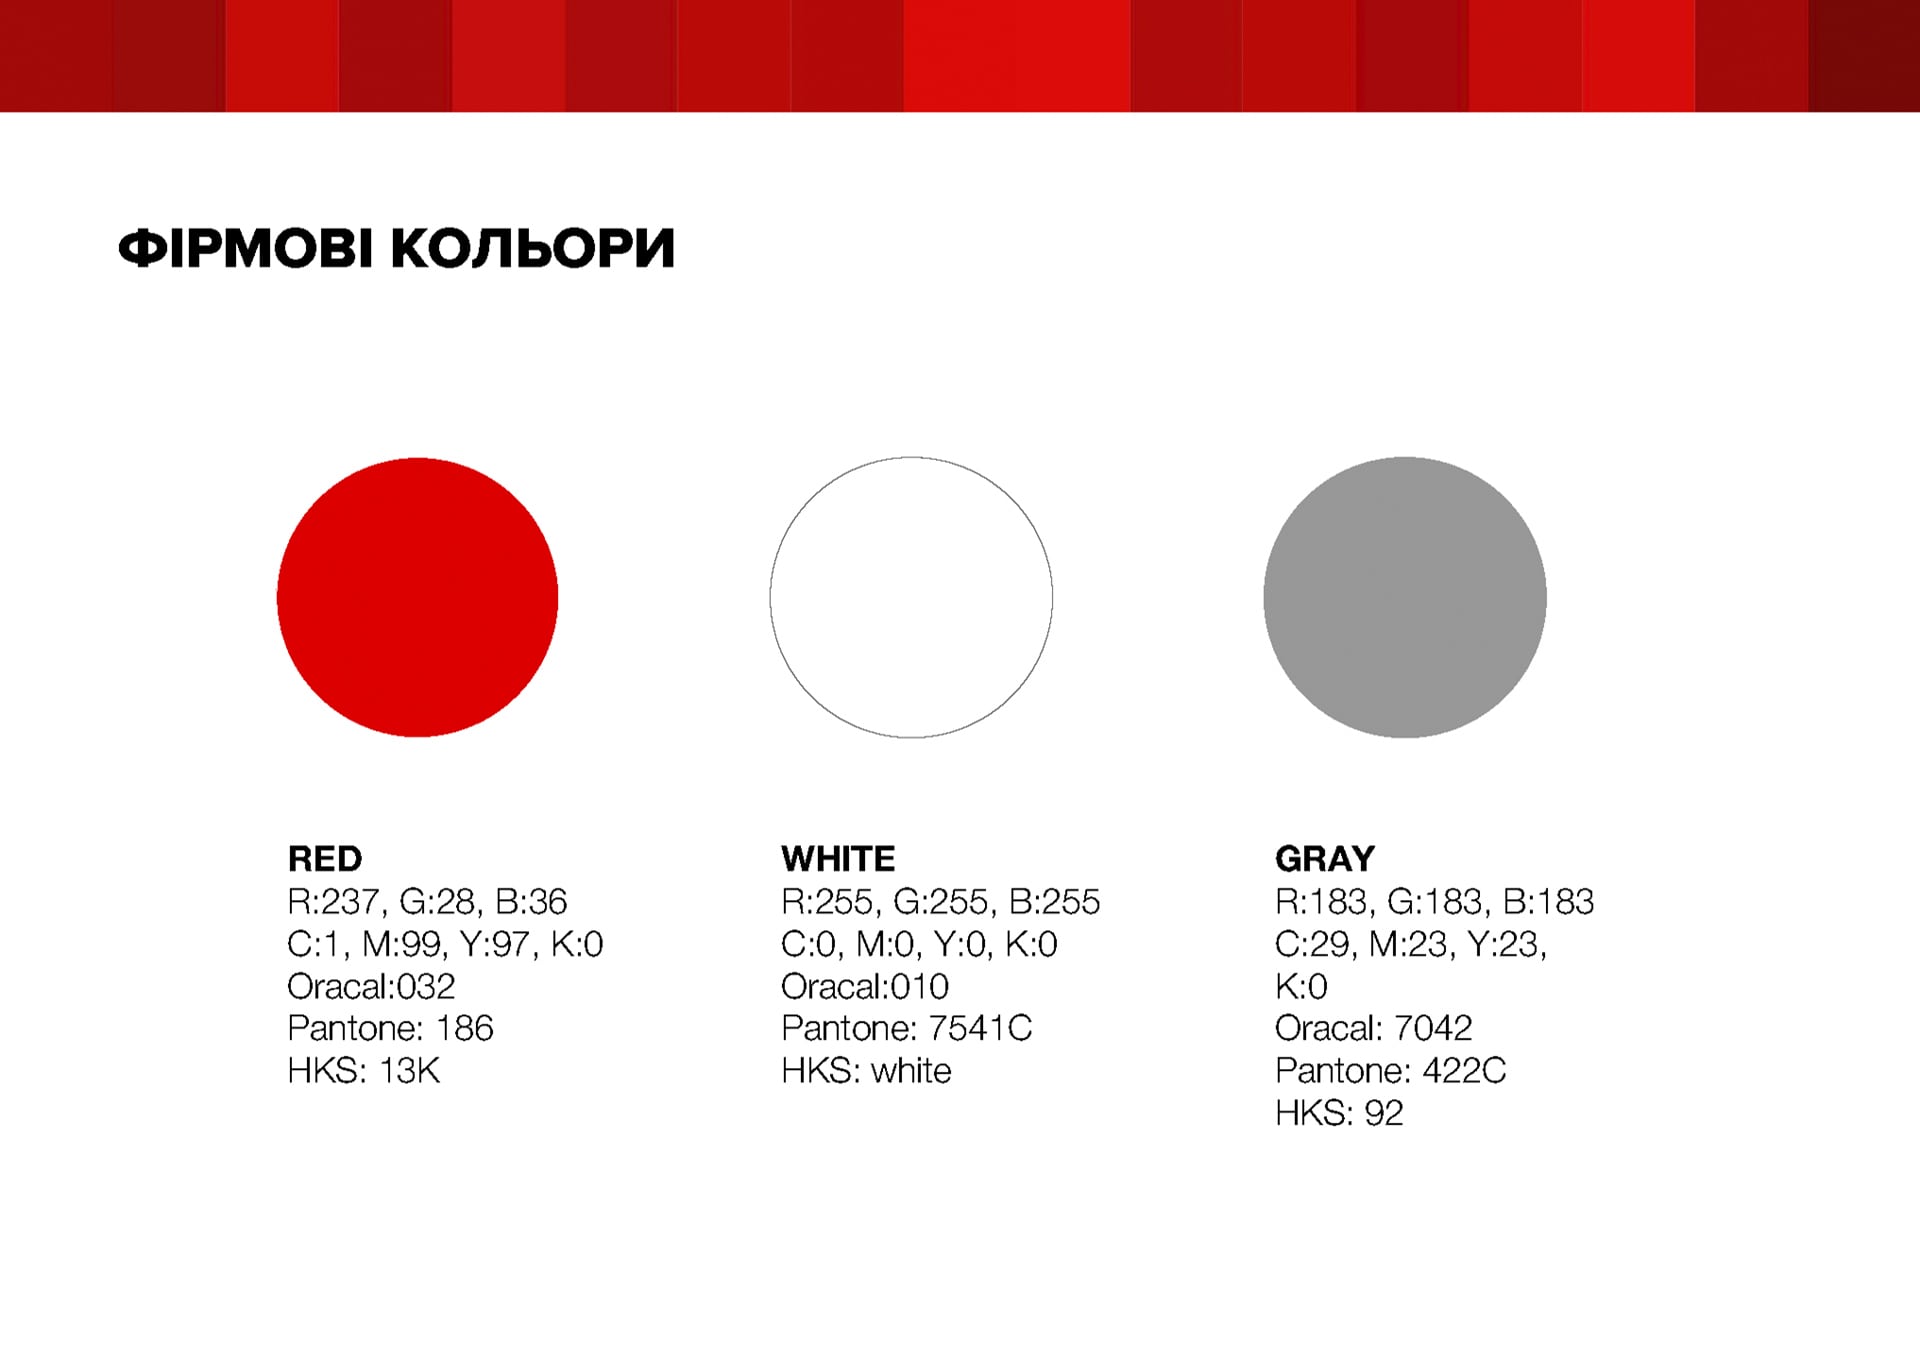 ФІРМОВІ КОЛЬОРИ
RED
R:237, G:28, B:36
C:1, M:99, Y:97, K:0
Oracal:032
Pantone: 186
HKS: 13K
WHITE
R:255, G:255, B:255
C:0, M:0, Y:0, K:0
Oracal:010
Pantone: 7541C
HKS: white
GRAY
R:183, G:183, B:183
C:29, M:23, Y:23,
K:0
Oracal: 7042
Pantone: 422C
HKS: 92